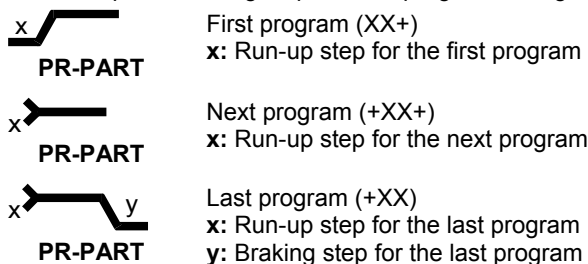 x
First program (XX+)
x: Run-up step for the first program
PR-PART
Next program (+XX+)
x
x: Run-up step for the next program
PR-PART
Last program (+XX)
x
y
x: Run-up step for the last program
PR-PART
y: Braking step for the last program